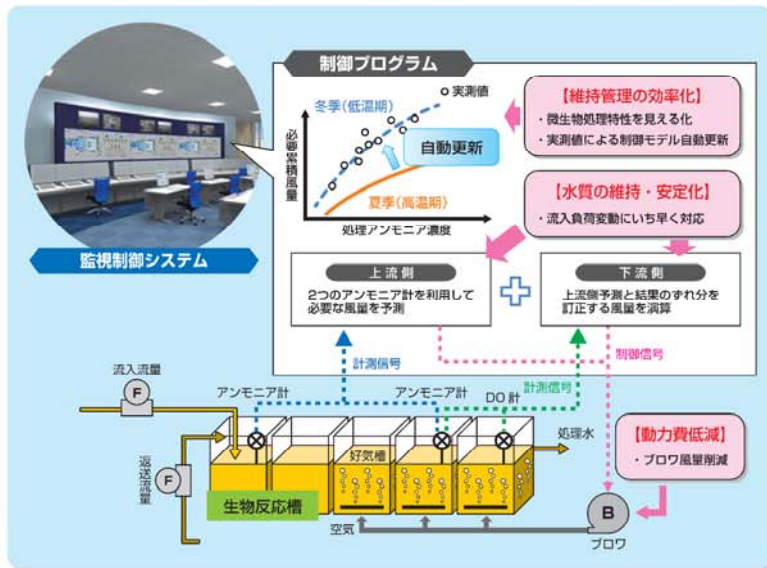 制御プログラム
実測値
冬季(低温期)
自動更新
夏季(高温期)
必要累積風量
処理アンモニア濃度
【維持管理の効率化】
・微生物処理特性を見える化
・実測値による制御モデル自動更新
【水質の維持・安定化】
・流入負荷変動にいち早く対応
監視制御システム
上流側
2つのアンモニア計を利用して
必要な風量を予測
下流側
上流側予測と結果のずれ分を
訂正する風量を演算
計測信号
計測信号
制御信号
流入流量
F
アンモニア計
アンモニア計
DO計
処理水
返送流量
F
好気槽
生物反応槽
空気
【動力費低減】
・ブロワ風量削減
B
ブロワ